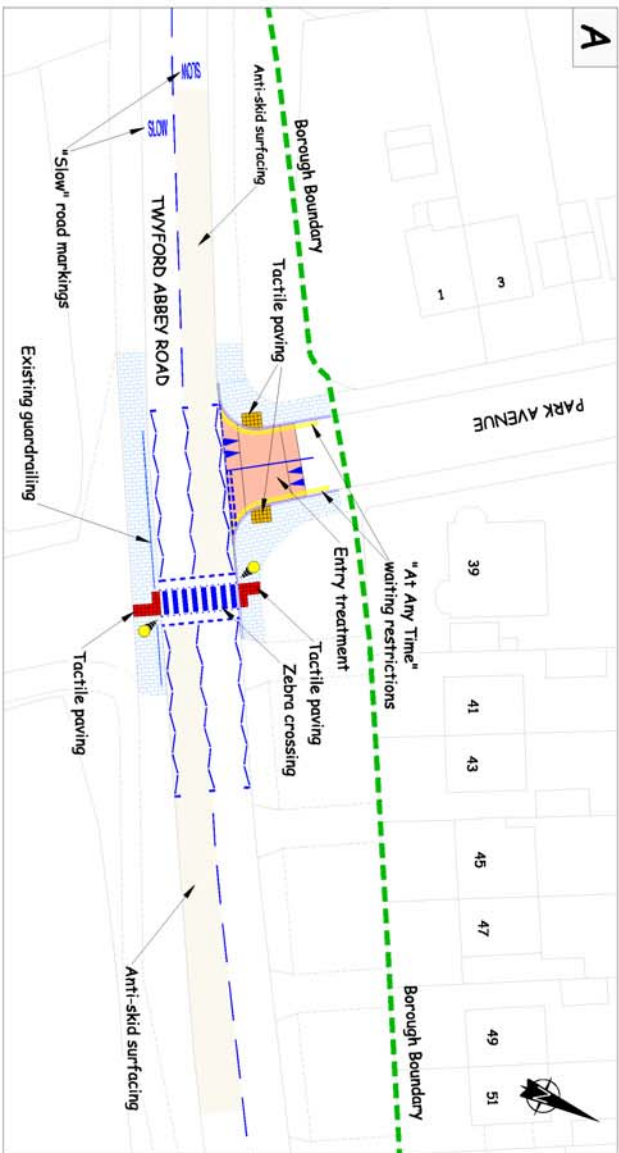 A
SLOW
SLOW
"Slow" road markings
Anti-skid surfacing
Borough Boundary
TWYFORD ABBEY ROAD
Tactile paving
Existing guardrailing
1
3
PARK AVENUE
"At Any Time"
waiting restrictions
Entry treatment
Tactile paving
Zebra crossing
Tactile paving
39
41
43
45
47
49
51
Borough Boundary
Anti-skid surfacing